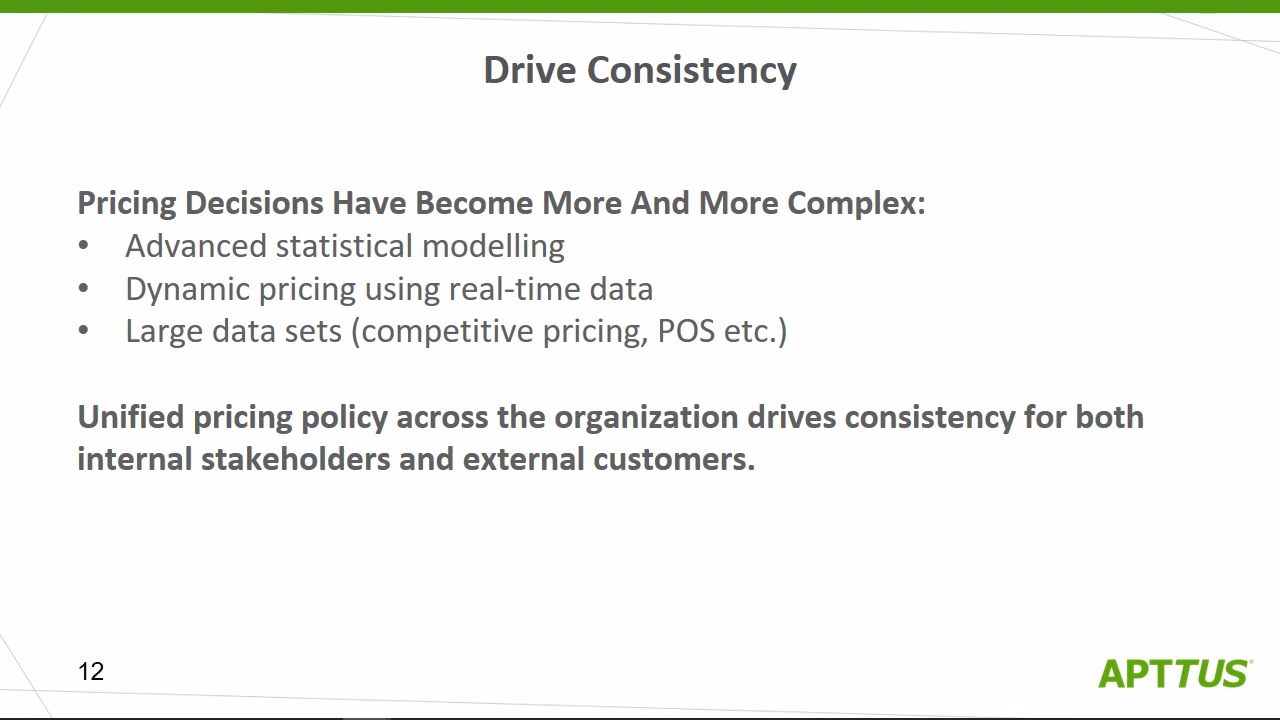 Drive Consistency
Pricing Decisions Have Become More And More Complex:
• Advanced statistical modelling
• Dynamic pricing using real-time data
• Large data sets (competitive pricing, POS etc.)
Unified pricing policy across the organization drives consistency for both
internal stakeholders and external customers.
12
APTTUS®